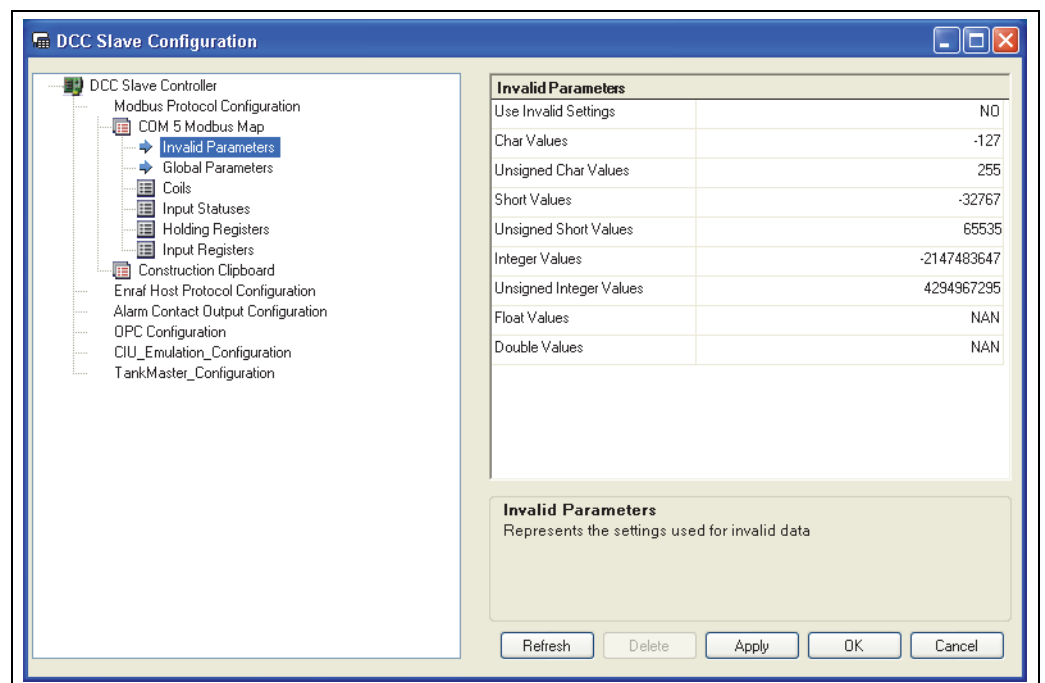 DCC Slave Configuration
DCC Slave Controller
Modbus Protocol Configuration
COM 5 Modbus Map
Invalid Parameters
Global Parameters
Coils
Input Statuses
Holding Registers
Input Registers
Construction Clipboard
Enraf Host Protocol Configuration
Alarm Contact Output Configuration
OPC Configuration
CIU_Emulation_Configuration
TankMaster_Configuration
Invalid Parameters
Use Invalid Settings NO
Char Values -127
Unsigned Char Values 255
Short Values -32767
Unsigned Short Values 65535
Integer Values -2147483647
Unsigned Integer Values 4294967295
Float Values NAN
Double Values NAN
Invalid Parameters
Represents the settings used for invalid data
Refresh Delete Apply OK Cancel